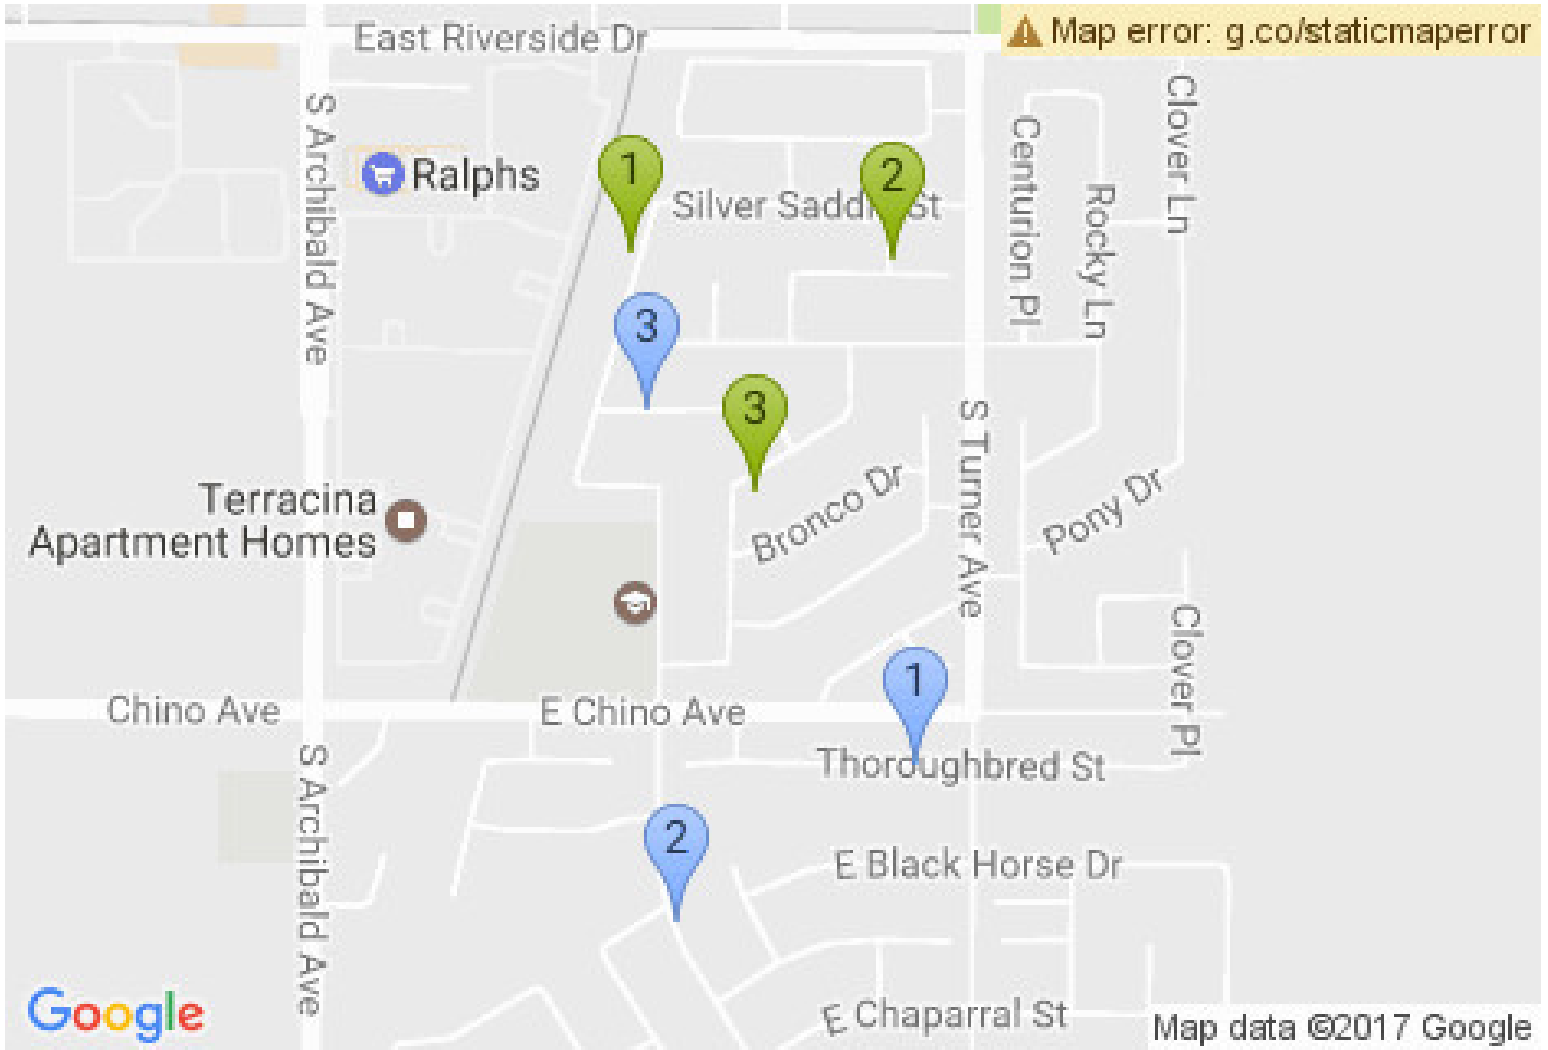 East Riverside Dr
Map error: g.co/staticmaperror
S Archibald Ave
Ralphs
1
2
Silver Saddle St
Centurion Pl
Rocky Ln
Clover Ln
3
3
Terracina
Apartment Homes
Bronco Dr
S Turner Ave
Pony Dr
Clover Pl
1
Chino Ave
E Chino Ave
Thoroughbred St
S Archibald Ave
2
E Black Horse Dr
E Chaparral St
Google
Map data ©2017 Google